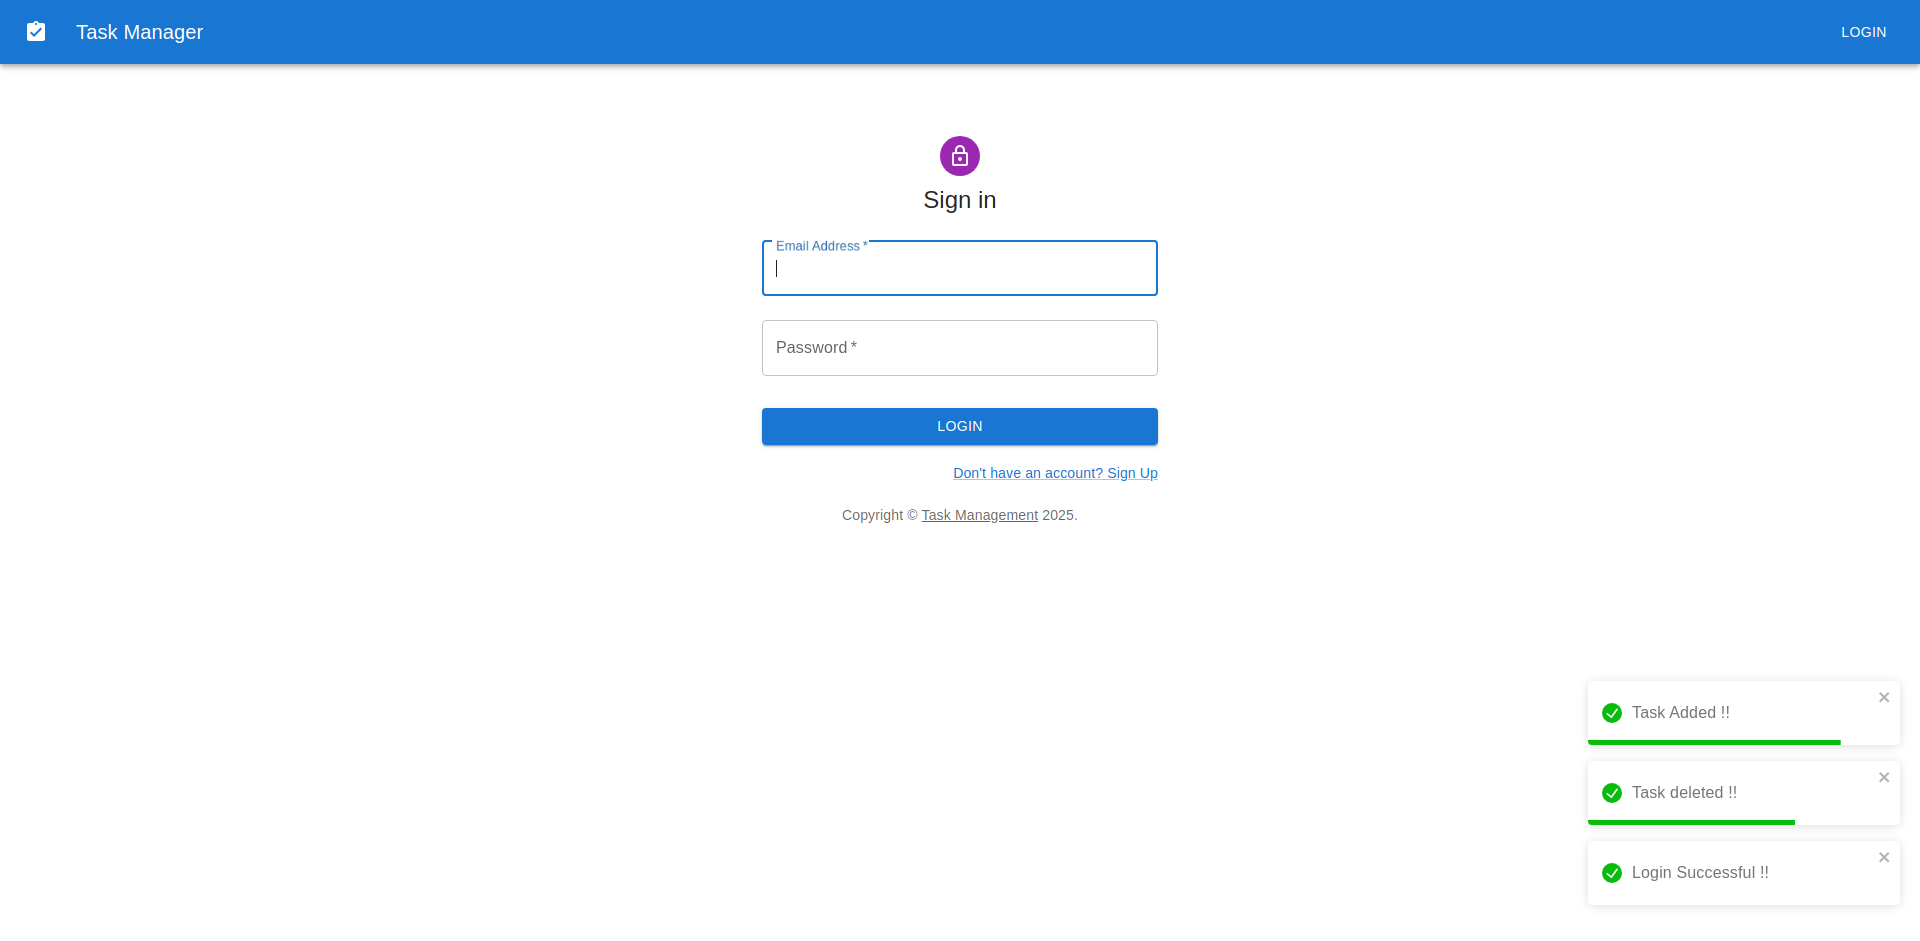 Task Manager
LOGIN
Sign in
Email Address *
Password *
LOGIN
Don't have an account? Sign Up
Copyright © Task Management 2025.
Task Added !!
Task deleted !!
Login Successful !!